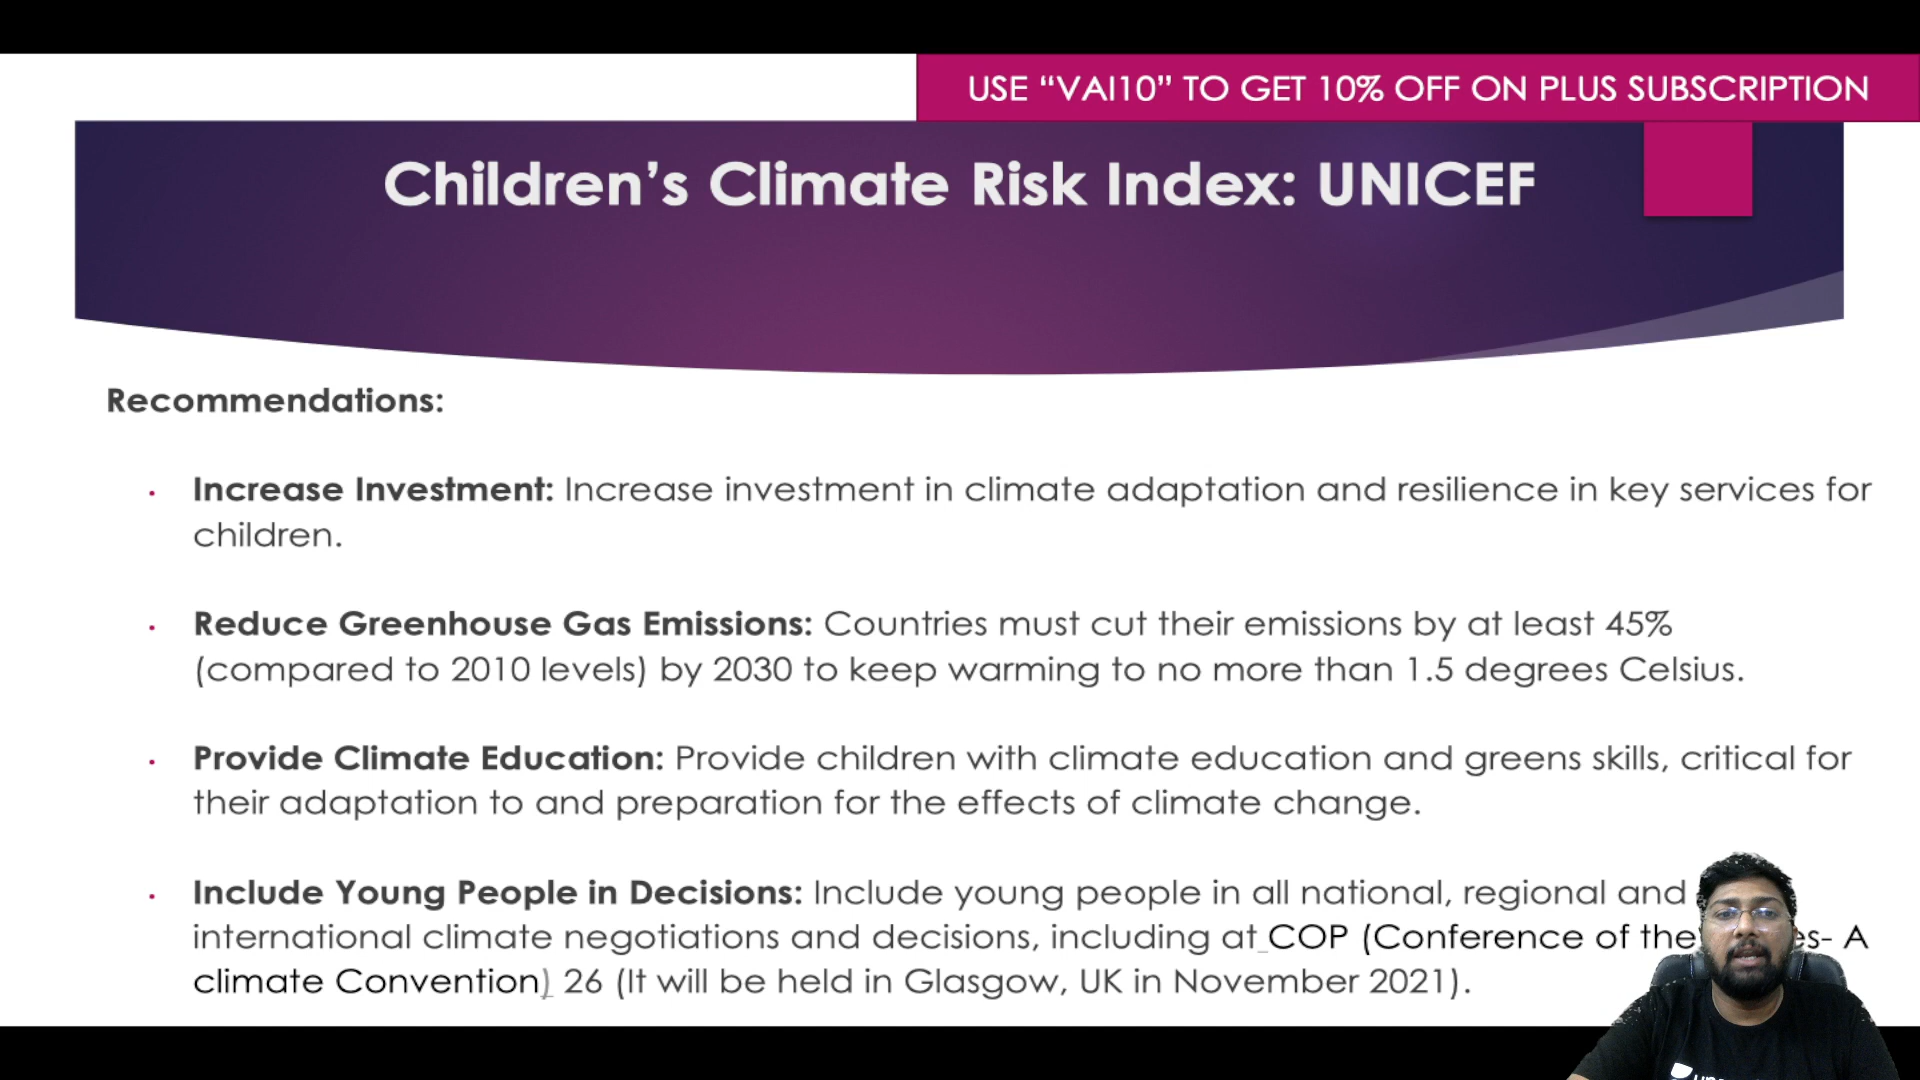 USE “VAI10” TO GET 10% OFF ON PLUS SUBSCRIPTION
Children’s Climate Risk Index: UNICEF
Recommendations:
Increase Investment: Increase investment in climate adaptation and resilience in key services for
children.
Reduce Greenhouse Gas Emissions: Countries must cut their emissions by at least 45%
(compared to 2010 levels) by 2030 to keep warming to no more than 1.5 degrees Celsius.
Provide Climate Education: Provide children with climate education and greens skills, critical for
their adaptation to and preparation for the effects of climate change.
Include Young People in Decisions: Include young people in all national, regional and
international climate negotiations and decisions, including at COP (Conference of the A
climate Convention) 26 (It will be held in Glasgow, UK in November 2021).